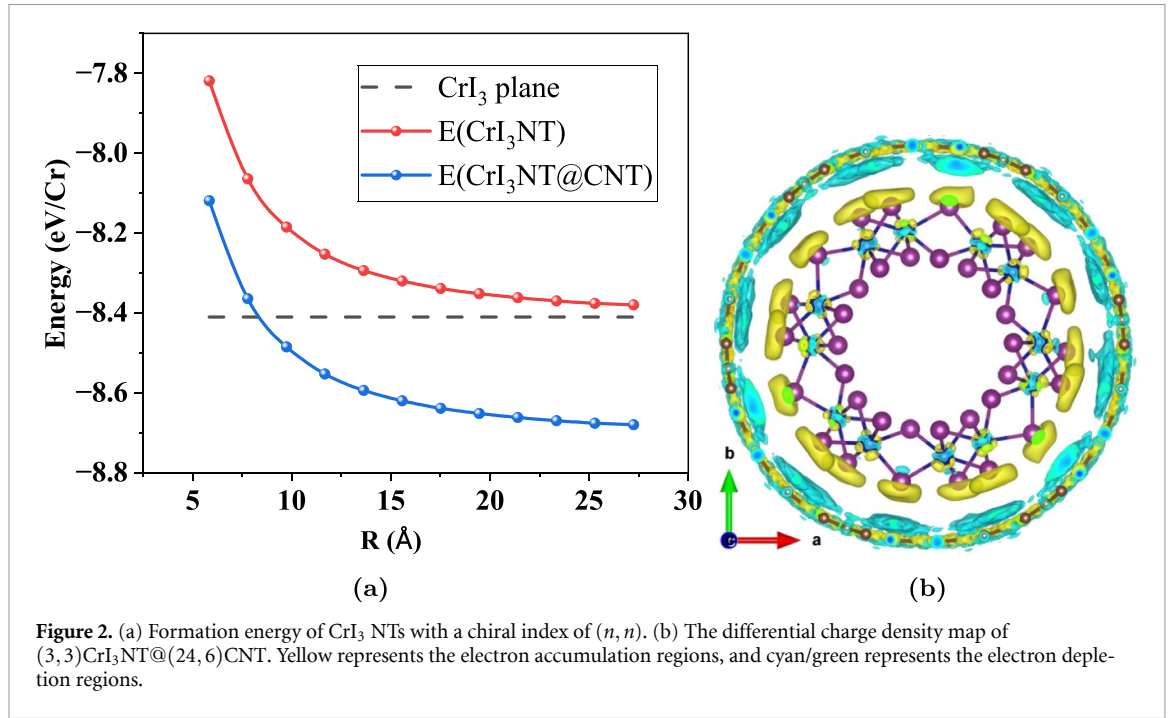 −7.8
−8.0
−8.2
−8.4
−8.6
−8.8
Energy (eV/Cr)
CrI₃ plane
E(CrI₃NT)
E(CrI₃NT@CNT)
5 10 15 20 25 30
R (Å)
b
c
a
(a) (b)
Figure 2. (a) Formation energy of CrI₃ NTs with a chiral index of (n, n). (b) The differential charge density map of
(3, 3)CrI₃NT@(24, 6)CNT. Yellow represents the electron accumulation regions, and cyan/green represents the electron deple-
tion regions.